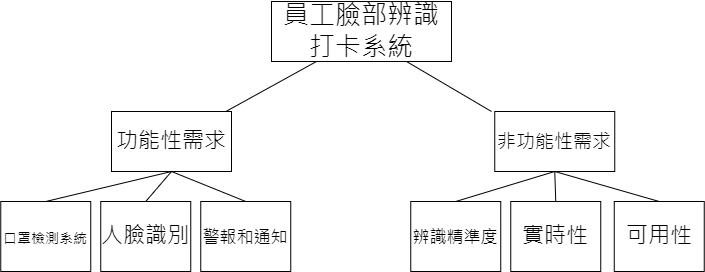 員工臉部辨識
打卡系統
功能性需求
非功能性需求
口罩檢測系統
人臉識別
警報和通知
辨識精準度
實時性
可用性